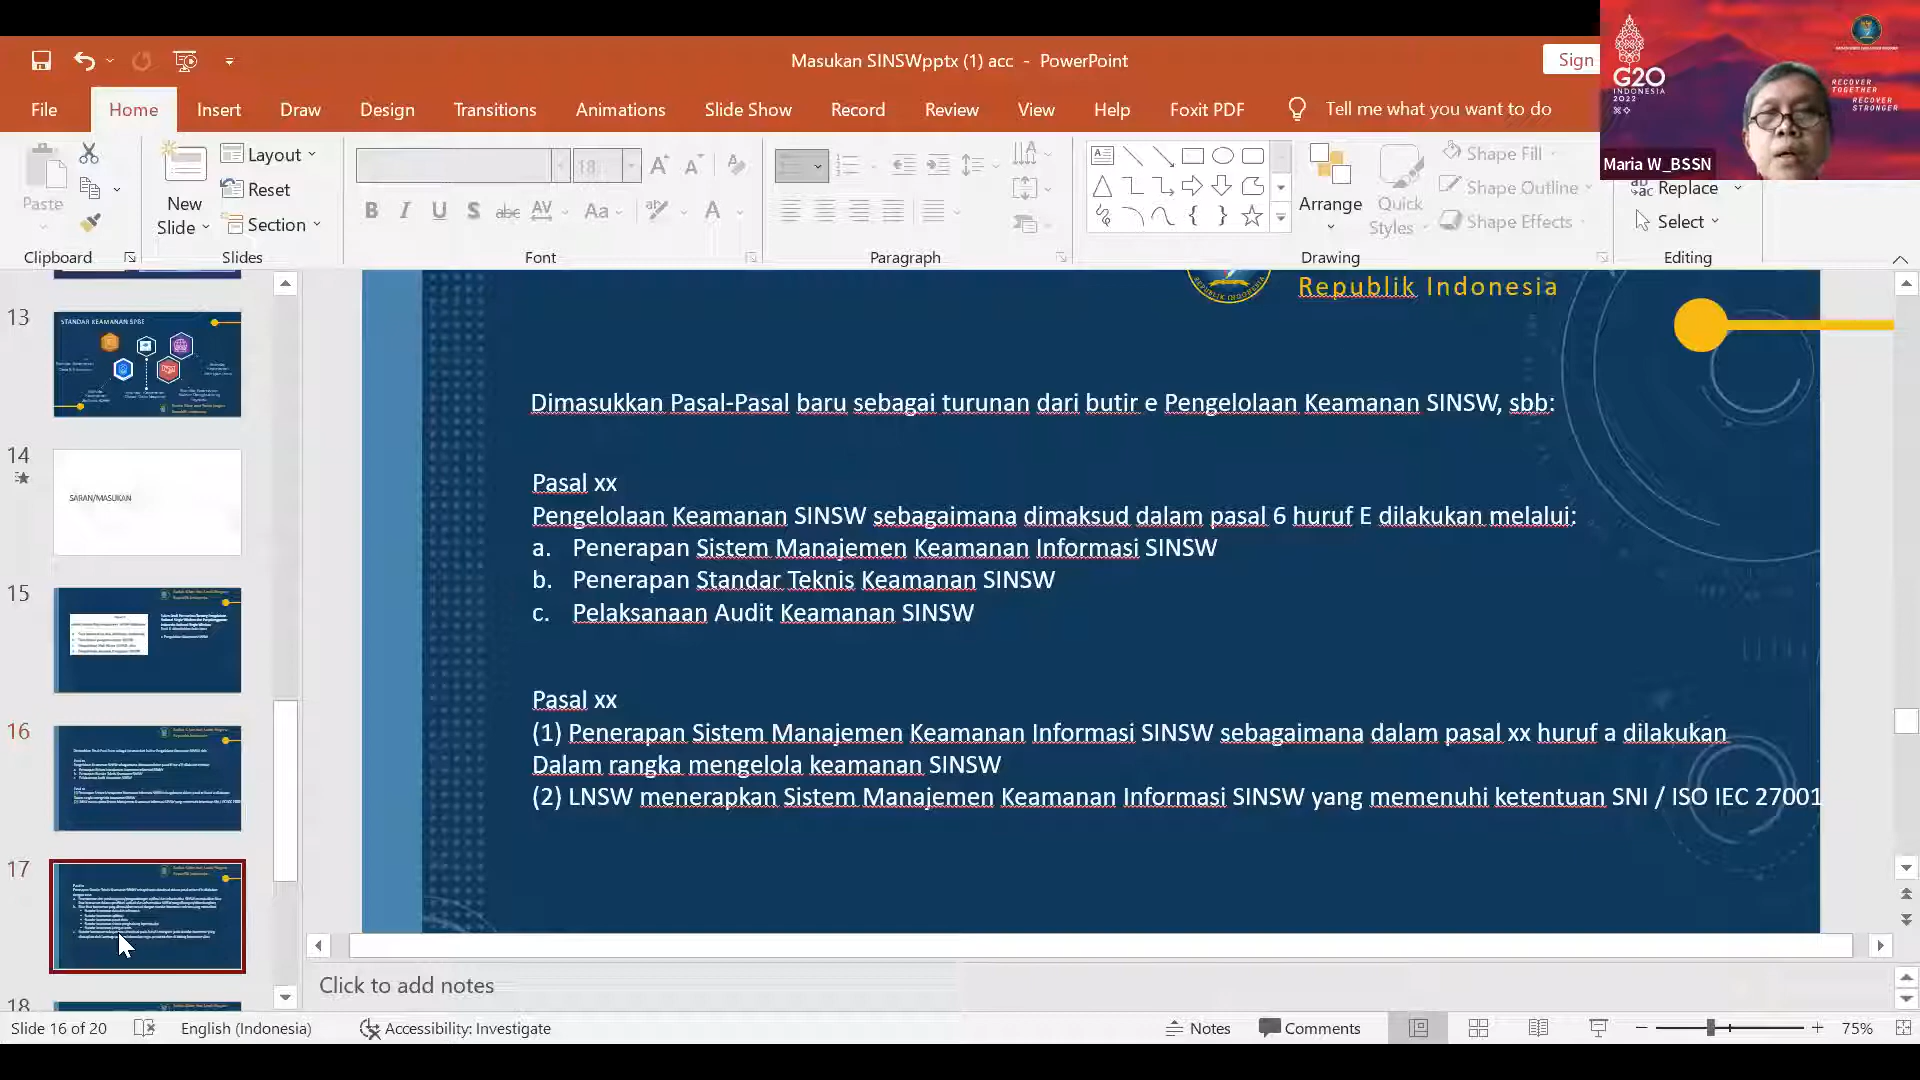 Masukan SINSWpptx (1) acc - PowerPoint
Sign
File
Home
Insert
Draw
Design
Transitions
Animations
Slide Show
Record
Review
View
Help
Foxit PDF
Tell me what you want to do
G20
INDONESIA
2022
RECOVER
TOGETHER
RECOVER
STRONGER
Maria W_BSSN
Paste
Clipboard
New
Slide
Layout
Reset
Section
Slides
18
Font
Paragraph
Arrange
Quick
Styles
Shape Fill
Shape Outline
Shape Effects
Drawing
Replace
Select
Editing
13
STANDAR KEAMANAN SPBE
14
SARAN/MASUKAN
15
16
17
18
Republik Indonesia
Dimasukkan Pasal-Pasal baru sebagai turunan dari butir e Pengelolaan Keamanan SINSW, sbb:
Pasal xx
Pengelolaan Keamanan SINSW sebagaimana dimaksud dalam pasal 6 huruf E dilakukan melalui:
a. Penerapan Sistem Manajemen Keamanan Informasi SINSW
b. Penerapan Standar Teknis Keamanan SINSW
c. Pelaksanaan Audit Keamanan SINSW
Pasal xx
(1) Penerapan Sistem Manajemen Keamanan Informasi SINSW sebagaimana dalam pasal xx huruf a dilakukan
Dalam rangka mengelola keamanan SINSW
(2) LNSW menerapkan Sistem Manajemen Keamanan Informasi SINSW yang memenuhi ketentuan SNI / ISO IEC 27001
Click to add notes
Slide 16 of 20
English (Indonesia)
Accessibility: Investigate
Notes
Comments
75%